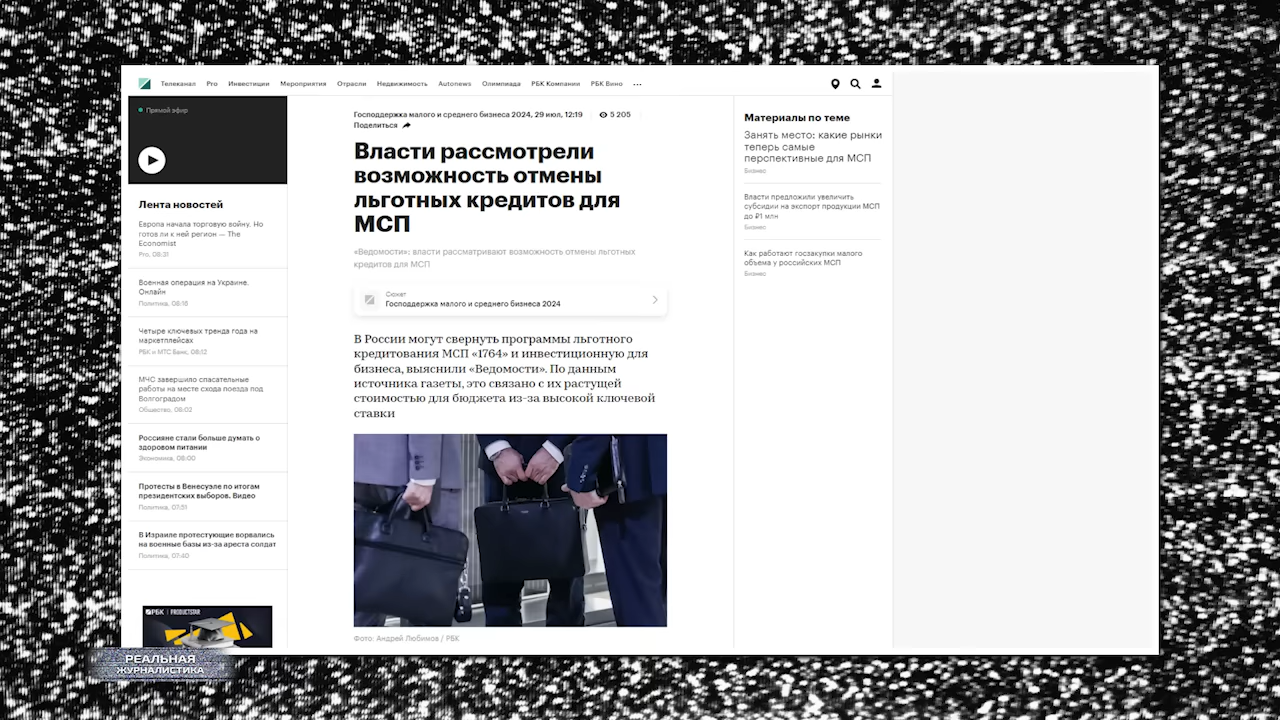 Телеканал Pro Инвестиции Мероприятия Отрасли Недвижимость Autonews Олимпиада РБК Компании РБК Вино ...
Прямой эфир
Лента новостей
Европа начала торговую войну. Но
готов ли к ней регион — The
Economist
Pro, 08:31
Военная операция на Украине.
Онлайн
Политика, 08:16
Четыре ключевых тренда года на
маркетплейсах
РБК и МТС Банк, 08:12
МЧС завершило спасательные
работы на месте схода поезда под
Волгоградом
Общество, 08:02
Россияне стали больше думать о
здоровом питании
Экономика, 08:00
Протесты в Венесуэле по итогам
президентских выборов. Видео
Политика, 07:51
В Израиле протестующие ворвались
на военные базы из-за ареста солдат
Политика, 07:40
РБК | PRODUCTSTAR
Господдержка малого и среднего бизнеса 2024, 29 июл, 12:19 5 205
Поделиться
Власти рассмотрели
возможность отмены
льготных кредитов для
МСП
«Ведомости»: власти рассматривают возможность отмены льготных
кредитов для МСП
Сюжет
Господдержка малого и среднего бизнеса 2024
В России могут свернуть программы льготного
кредитования МСП «1764» и инвестиционную для
бизнеса, выяснили «Ведомости». По данным
источника газеты, это связано с их растущей
стоимостью для бюджета из-за высокой ключевой
ставки
Фото: Андрей Любимов / РБК
Материалы по теме
Занять место: какие рынки
теперь самые
перспективные для МСП
Бизнес
Власти предложили увеличить
субсидии на экспорт продукции МСП
до ₽1 млн
Бизнес
Как работают госзакупки малого
объема у российских МСП
Бизнес
РЕАЛЬНАЯ
ЖУРНАЛИСТИКА